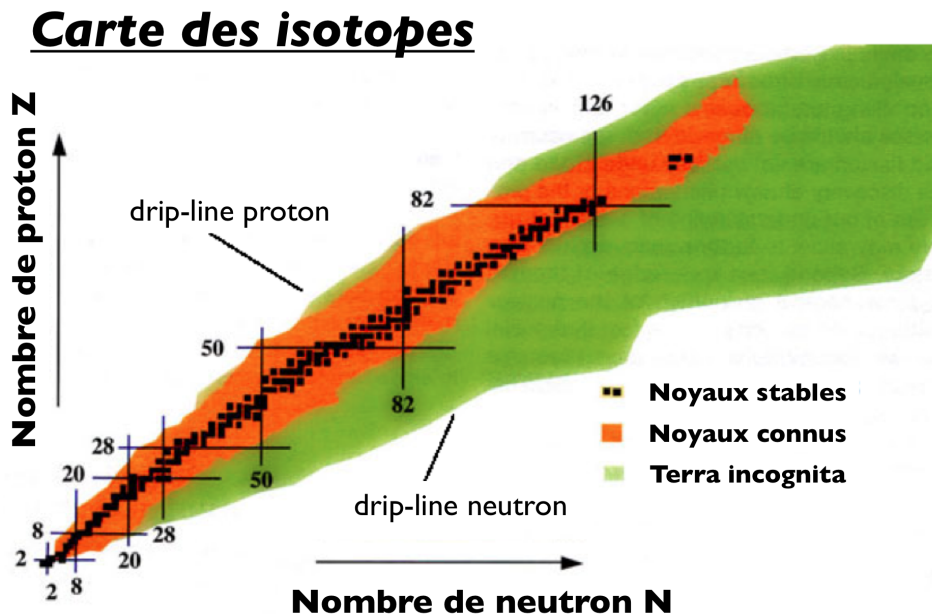 Carte des isotopes
Nombre de proton Z
126
82
drip-line proton
50
82
28
50
20
8
28
2
20
2
8
drip-line neutron
Noyaux stables
Noyaux connus
Terra incognita
Nombre de neutron N